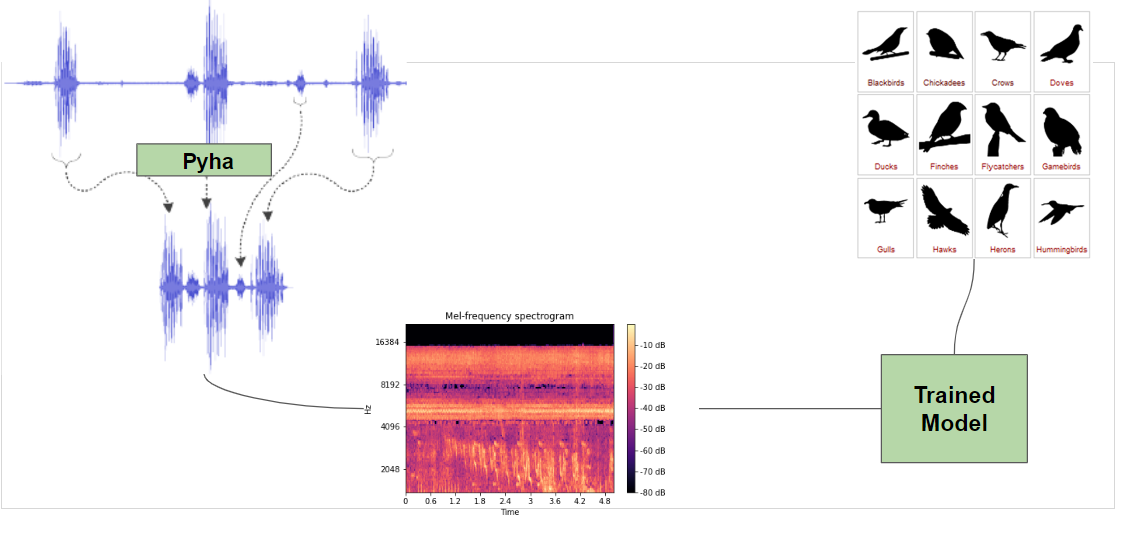 Blackbirds
Chickadees
Crows
Doves
Pyha
Ducks
Finches
Flycatchers
Gamebirds
Gulls
Hawks
Herons
Hummingbirds
Mel-frequency spectrogram
16384
8192
4096
2048
Hz
0 0.6 1.2 1.8 2.4 3 3.6 4.2 4.8
Time
-10 dB
-20 dB
-30 dB
-40 dB
-50 dB
-60 dB
-70 dB
-80 dB
Trained
Model